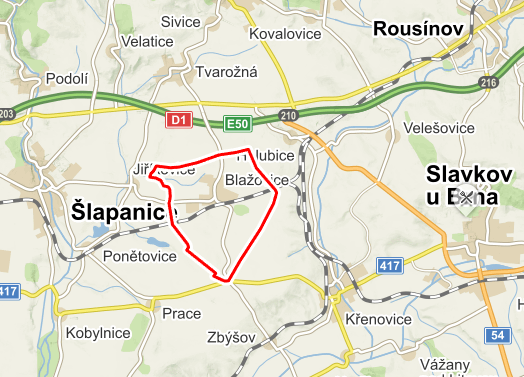 Sivice
Kovalovice
Rousínov
Velatice
Podolí
Tvarožná
216
203
D1
E50
210
Velešovice
Holubice
Jiříkovice
Blažovice
Slavkov
u Brna
Šlapanice
Ponětovice
417
417
Prace
Křenovice
Kobylnice
Zbýšov
54
Vážany